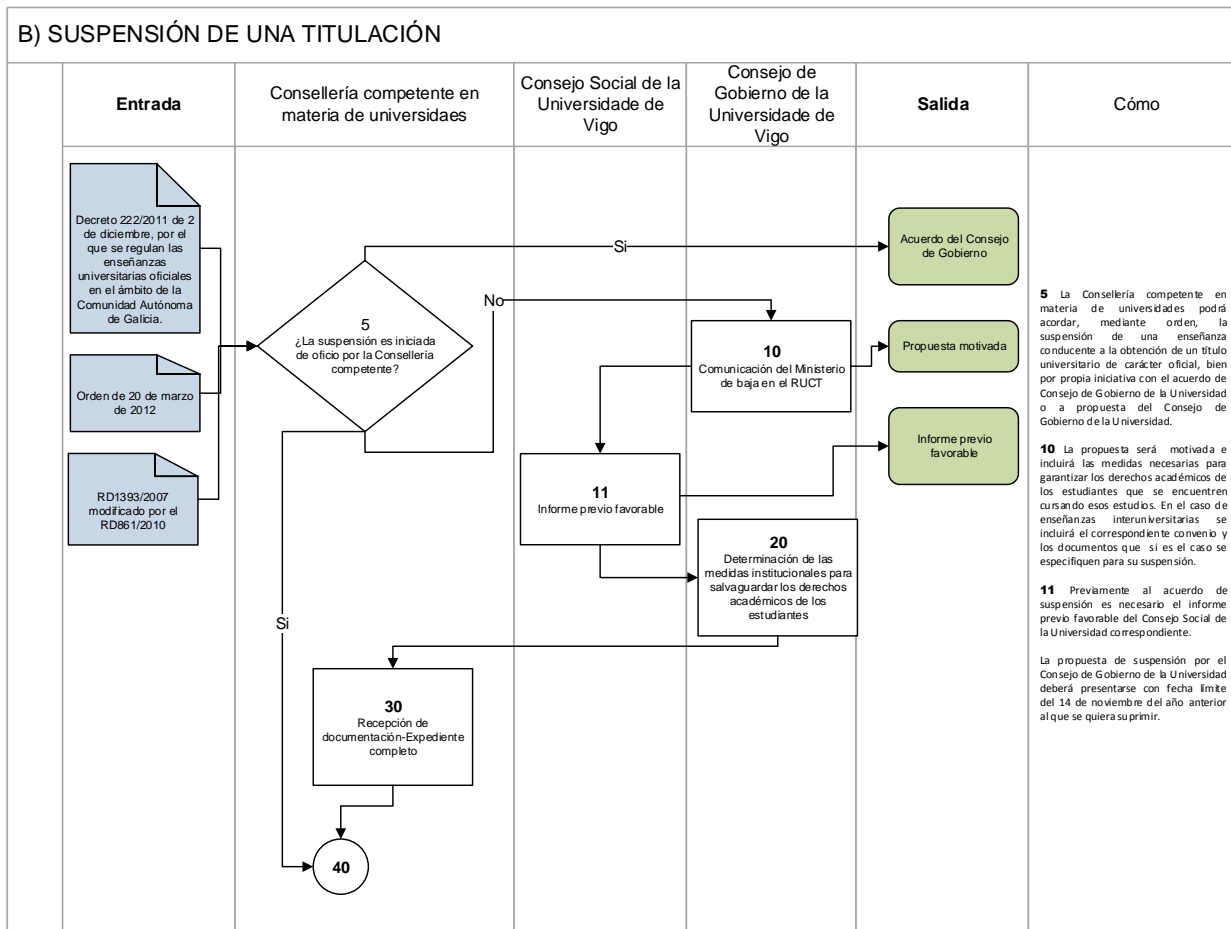 B) SUSPENSIÓN DE UNA TITULACIÓN
Entrada
Consellería competente en
materia de universidaes
Consejo Social de la
Universidade de
Vigo
Consejo de
Gobierno de la
Universidade de
Vigo
Salida
Cómo
Decreto 222/2011 de 2
de diciembre, por el
que se regulan las
enseñanzas
universitarias oficiales
en el ámbito de la
Comunidad Autónoma
de Galicia.
Orden de 20 de marzo
de 2012
RD1393/2007
modificado por el
RD861/2010
5
¿La suspensión es iniciada
de oficio por la Consellería
competente?
Si
No
Si
10
Comunicación del Ministerio
de baja en el RUCT
11
Informe previo favorable
20
Determinación de las
medidas institucionales para
salvaguardar los derechos
académicos de los
estudiantes
30
Recepción de
documentación-Expediente
completo
40
Acuerdo del Consejo
de Gobierno
Propuesta motivada
Informe previo
favorable
5 La Consellería competente en
materia de universidades podrá
acordar, mediante orden, la
suspensión de una enseñanza
conducente a la obtención de un título
universitario de carácter oficial, bien
por propia iniciativa con el acuerdo de
Consejo de Gobierno de la Universidad
o a propuesta del Consejo de
Gobierno de la Universidad.
10 La propuesta será motivada e
incluirá las medidas necesarias para
garantizar los derechos académicos de
los estudiantes que se encuentren
cursando esos estudios. En el caso de
enseñanzas interuniversitarias se
incluirá el correspondiente convenio y
los documentos que si es el caso se
especifiquen para su suspensión.
11 Previamente al acuerdo de
suspensión es necesario el informe
previo favorable del Consejo Social de
la Universidad correspondiente.
La propuesta de suspensión por el
Consejo de Gobierno de la Universidad
deberá presentarse con fecha límite
del 14 de noviembre del año anterior
al que se quiera suprimir.